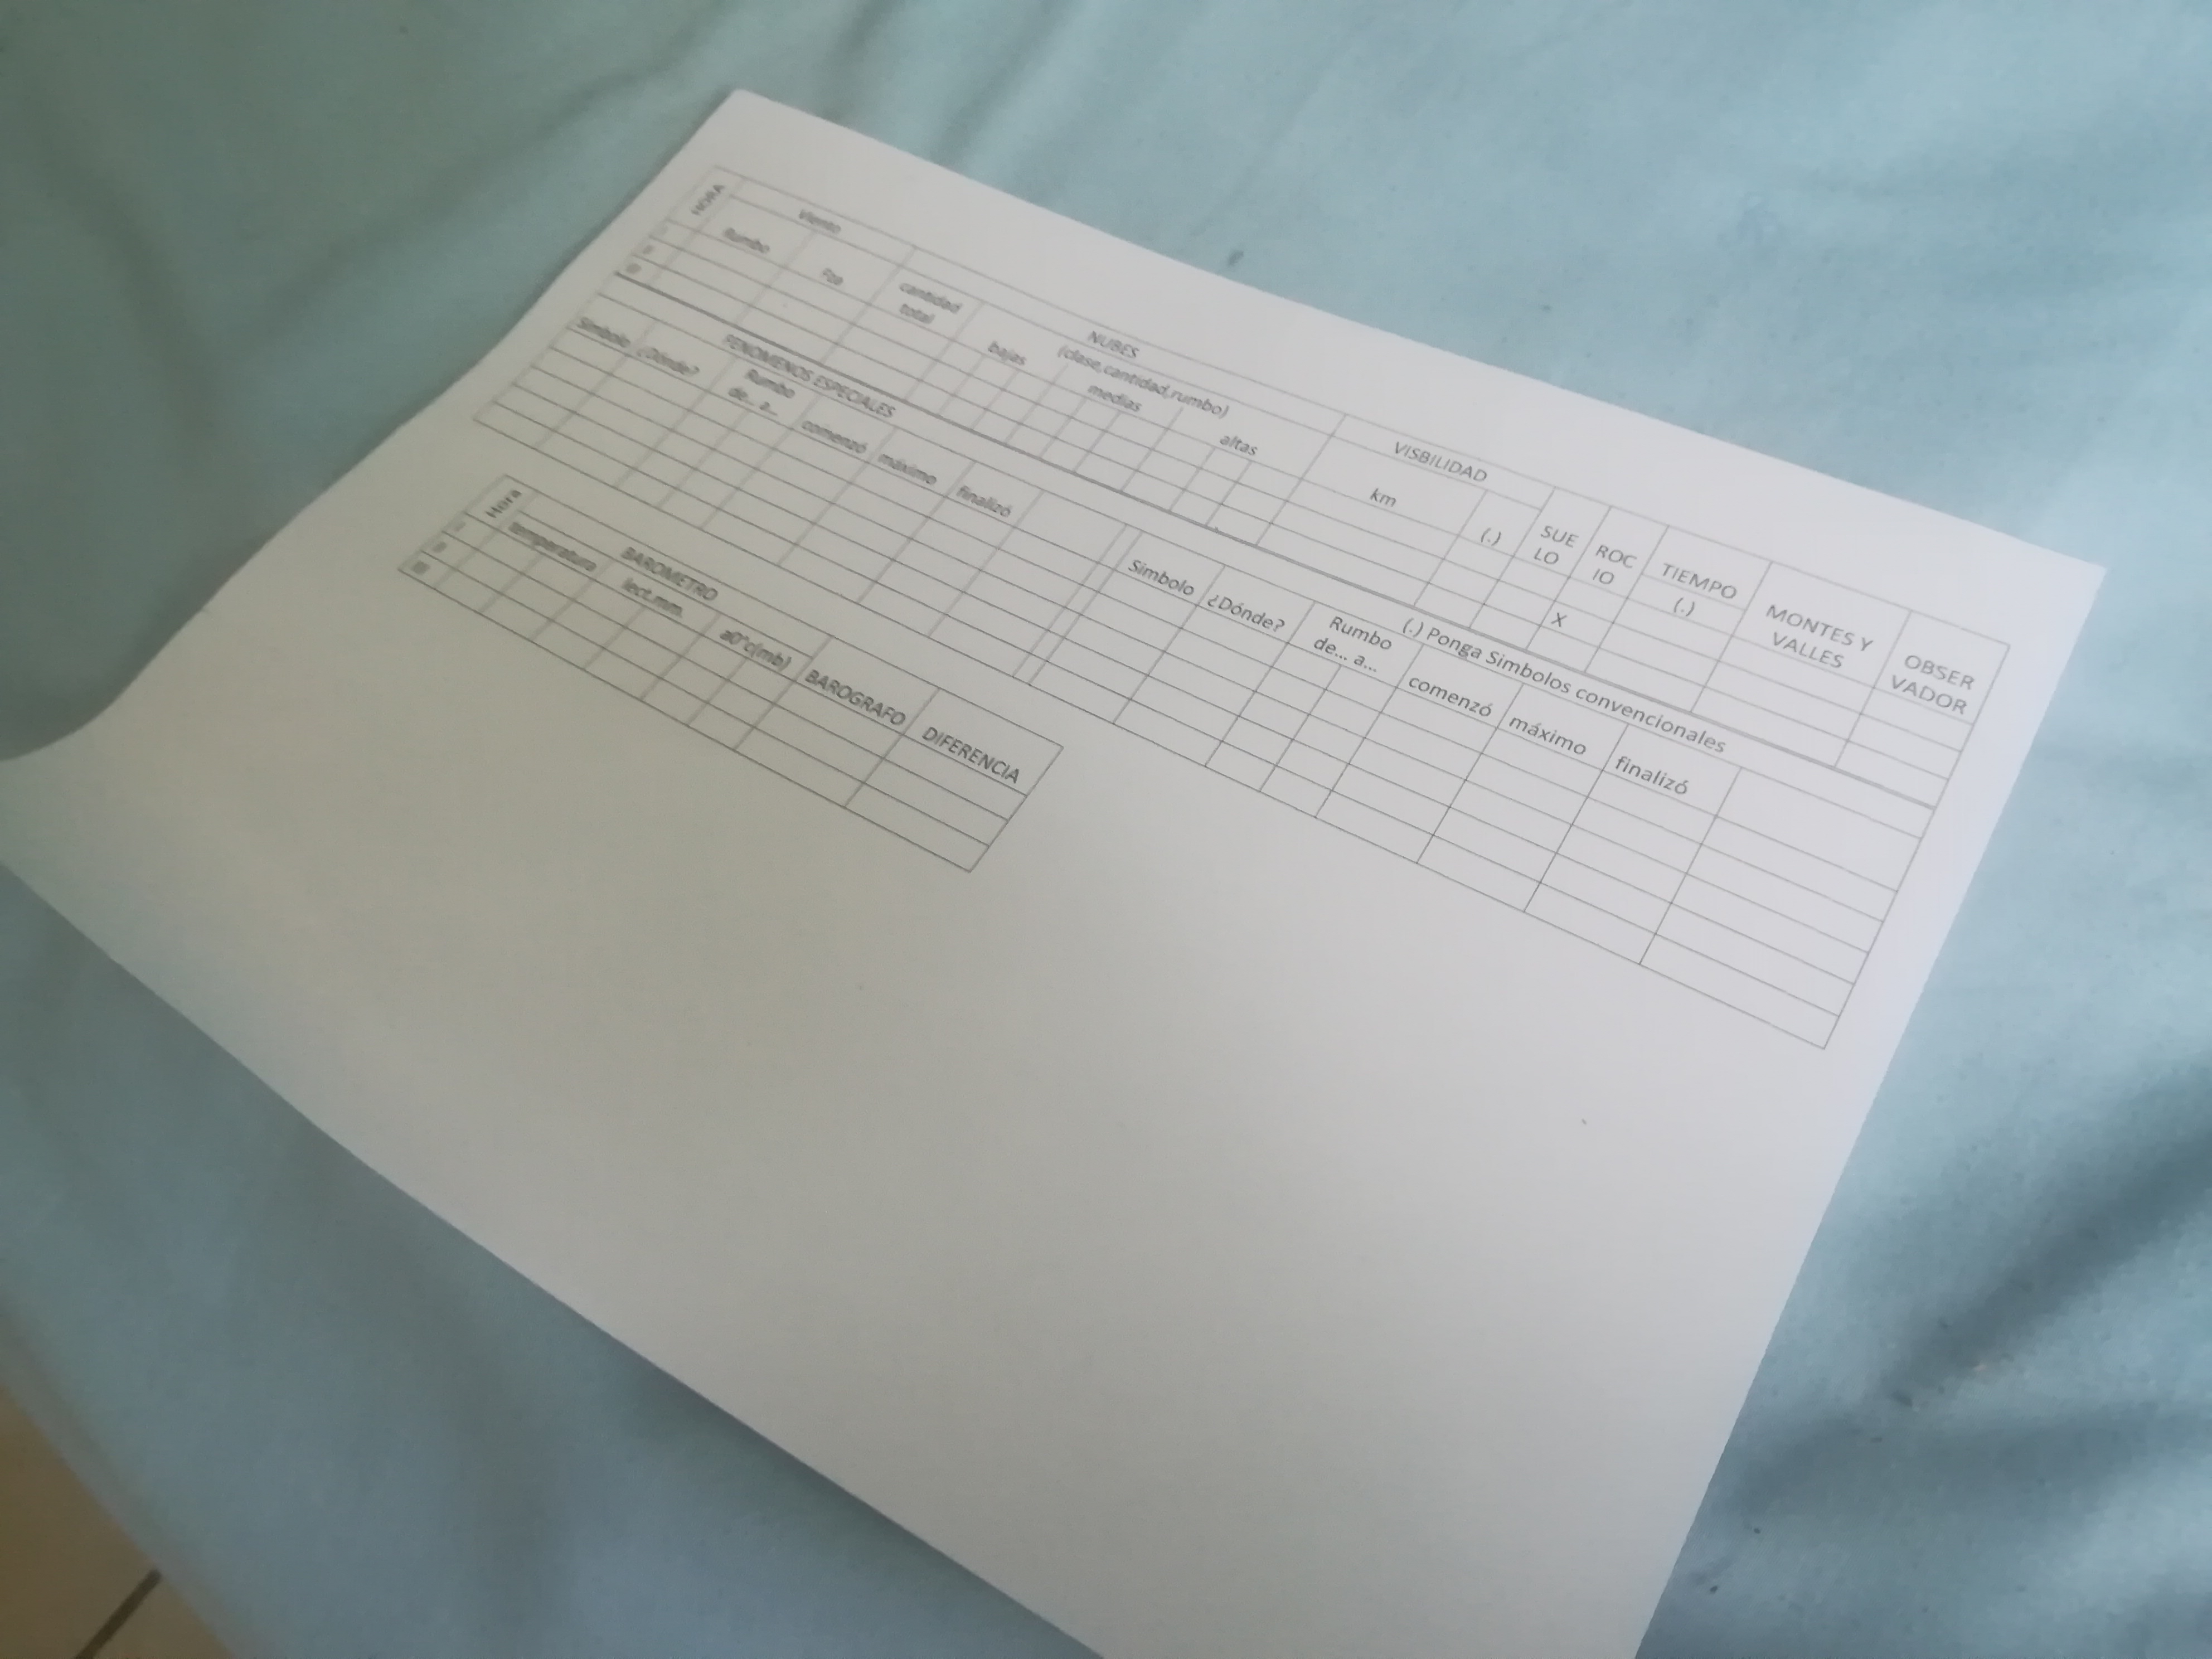 HORA Viento NUBES VISBILIDAD SUE LO ROC IO TIEMPO (.) MONTES Y VALLES OBSER VADOR
Rumbo Fza cantidad total (clase,cantidad,rumbo) km (.)
bajas medias altas
I
II X
III
FENOMENOS ESPECIALES (.) Ponga Simbolos convencionales
Simbolo ¿Dónde? Rumbo de... a... comenzó máximo finalizó Simbolo ¿Dónde? Rumbo de... a... comenzó máximo finalizó
Hora BAROMETRO BAROGRAFO DIFERENCIA
temperatura lect.mm. a0°c(mb)
I
II
III